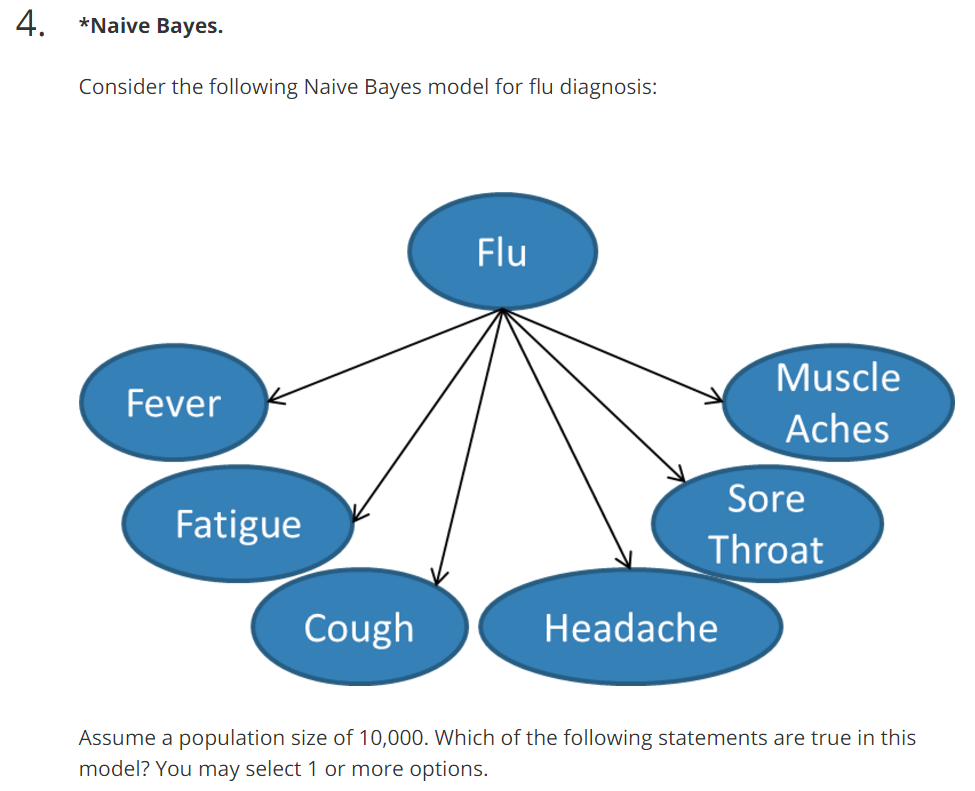 4. *Naive Bayes.
Consider the following Naive Bayes model for flu diagnosis:
Flu
Fever
Muscle
Aches
Fatigue
Sore
Throat
Cough
Headache
Assume a population size of 10,000. Which of the following statements are true in this
model? You may select 1 or more options.